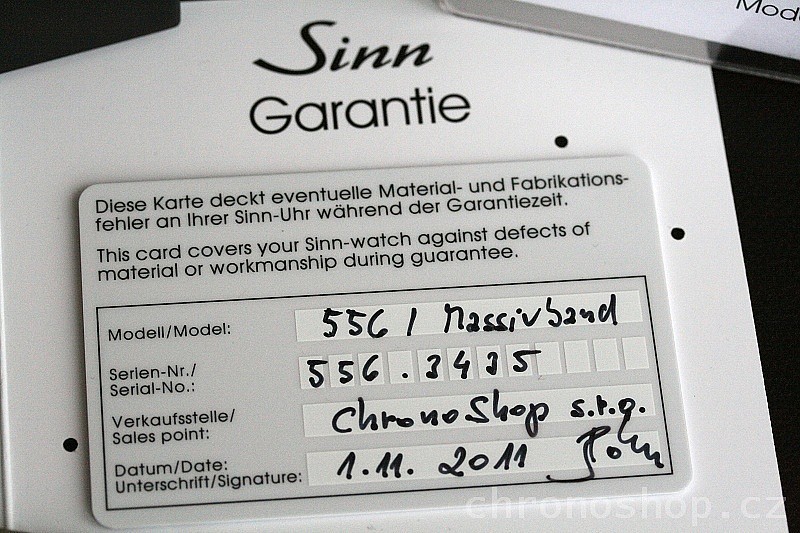 Mod
Sinn
Garantie
Diese Karte deckt eventuelle Material- und Fabrikations-
fehler an Ihrer Sinn-Uhr während der Garantiezeit.
This card covers your Sinn-watch against defects of
material or workmanship during guarantee.
Modell/Model: 556 I Massivband
Serien-Nr./
Serial-No.: 556.3435
Verkaufsstelle/
Sales point: ChronoShop s.r.o.
Datum/Date: 1.11. 2011
Unterschrift/Signature:
chronoshop.cz